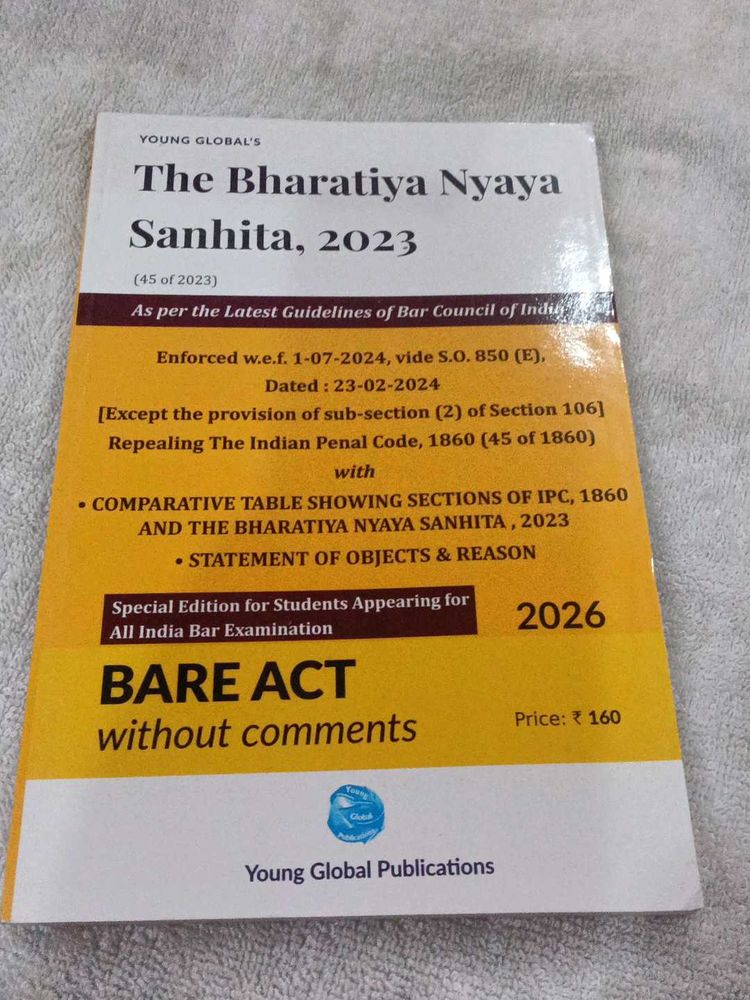 YOUNG GLOBAL'S
The Bharatiya Nyaya
Sanhita, 2023
(45 of 2023)
As per the Latest Guidelines of Bar Council of India
Enforced w.e.f. 1-07-2024, vide S.O. 850 (E),
Dated : 23-02-2024
[Except the provision of sub-section (2) of Section 106]
Repealing The Indian Penal Code, 1860 (45 of 1860)
with
• COMPARATIVE TABLE SHOWING SECTIONS OF IPC, 1860
AND THE BHARATIYA NYAYA SANHITA , 2023
• STATEMENT OF OBJECTS & REASON
Special Edition for Students Appearing for
All India Bar Examination
2026
BARE ACT
without comments
Price: ₹ 160
Young
Global
Publications
Young Global Publications